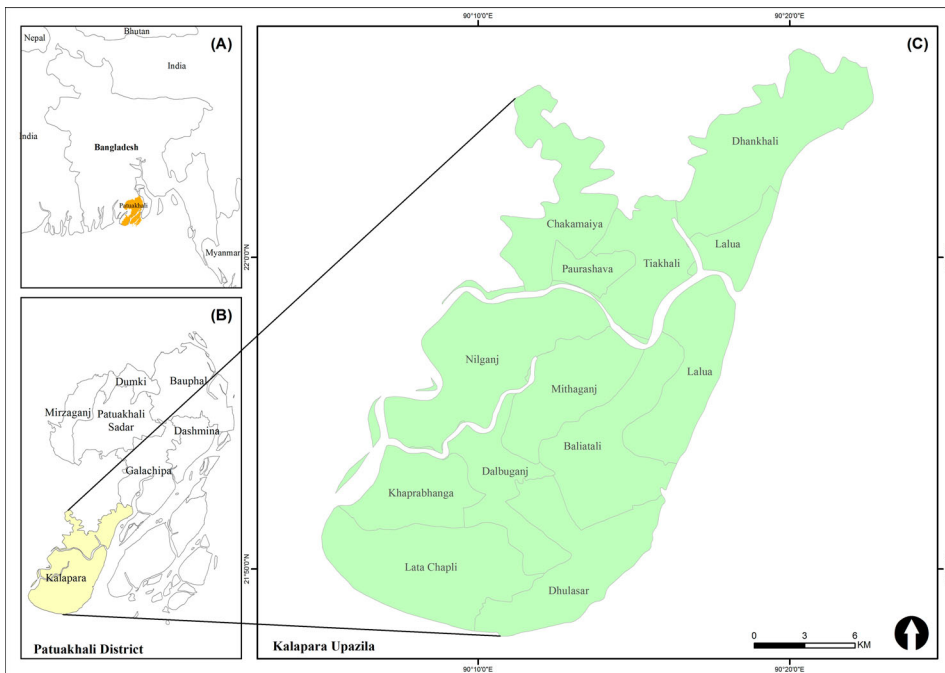 90°10'0"E
90°20'0"E
(A)
Nepal
Bhutan
India
India
Bangladesh
Patuakhali
Myanmar
(B)
Dumki
Bauphal
Mirzaganj
Patuakhali
Sadar
Dashmina
Galachipa
Kalapara
Patuakhali District
(C)
Dhankhali
Chakamaiya
Lalua
Paurashava
Tiakhali
22°0'0"N
Nilganj
Lalua
Mithaganj
Baliatali
Dalbuganj
Khaprabhanga
21°50'0"N
Lata Chapli
Dhulasar
Kalapara Upazila
0 3 6
KM
90°10'0"E
90°20'0"E